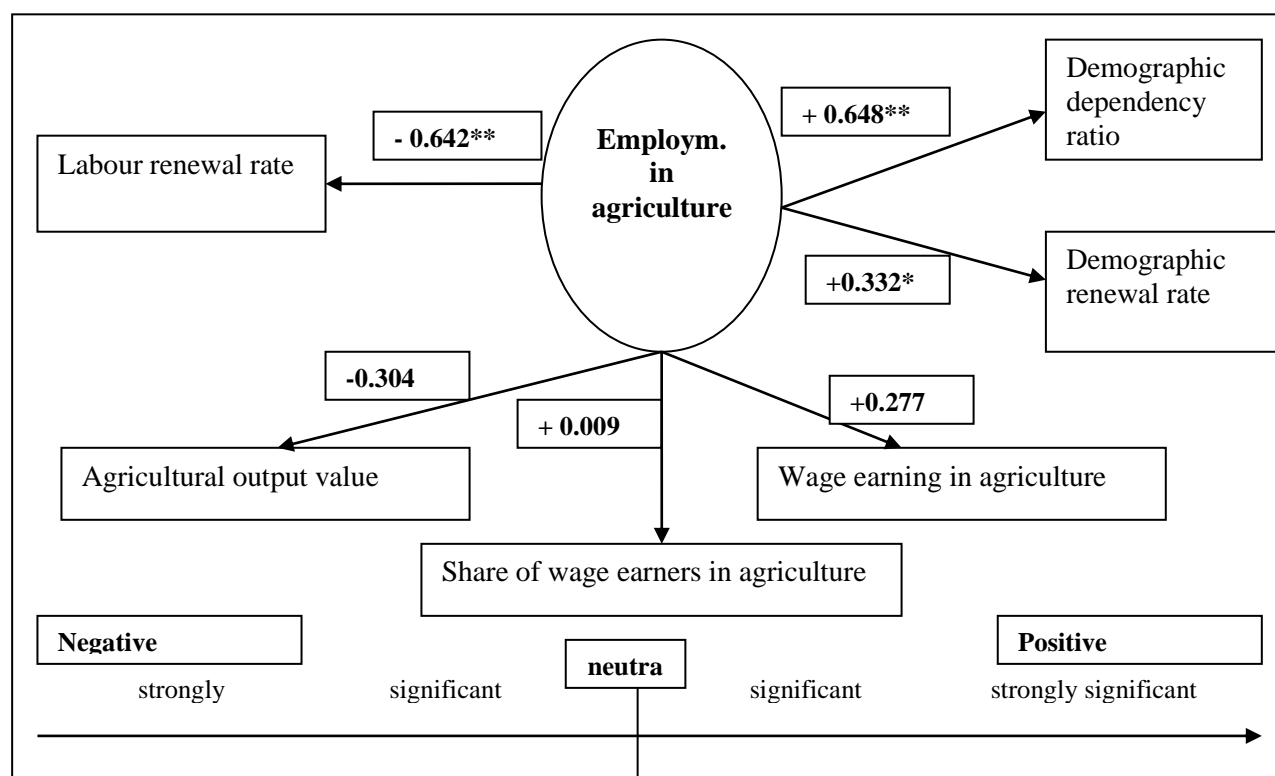 Demographic
dependency
ratio
+ 0.648**
- 0.642**
Employm.
in
agriculture
Labour renewal rate
Demographic
renewal rate
+0.332*
-0.304
+ 0.009
+0.277
Agricultural output value
Wage earning in agriculture
Share of wage earners in agriculture
Negative
neutra
Positive
strongly
significant
significant
strongly significant